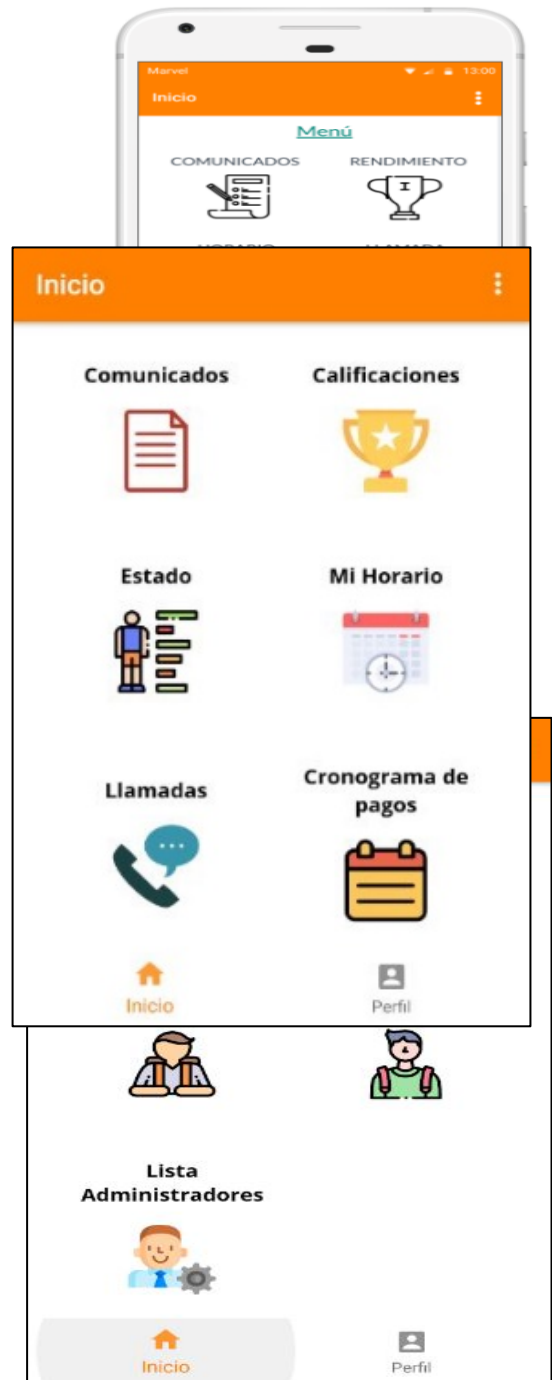 Marvel 13:00
Inicio
Menú
COMUNICADOS RENDIMIENTO
Inicio
Comunicados Calificaciones
Estado Mi Horario
Llamadas Cronograma de
pagos
Inicio Perfil
Lista
Administradores
Inicio Perfil